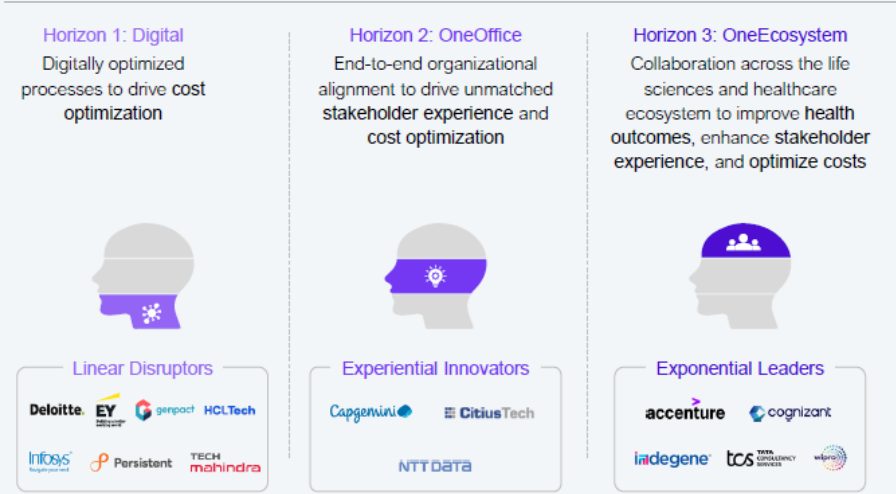 Horizon 1: Digital
Digitally optimized
processes to drive cost
optimization
Horizon 2: OneOffice
End-to-end organizational
alignment to drive unmatched
stakeholder experience and
cost optimization
Horizon 3: OneEcosystem
Collaboration across the life
sciences and healthcare
ecosystem to improve health
outcomes, enhance stakeholder
experience, and optimize costs
Linear Disruptors
Deloitte.
EY
genpact
HCLTech
Infosys
Persistent
TECH
mahindra
Experiential Innovators
Capgemini
CitiusTech
NTT DATA
Exponential Leaders
accenture
cognizant
indegene
tcs
TATA
CONSULTANCY
SERVICES
wipro